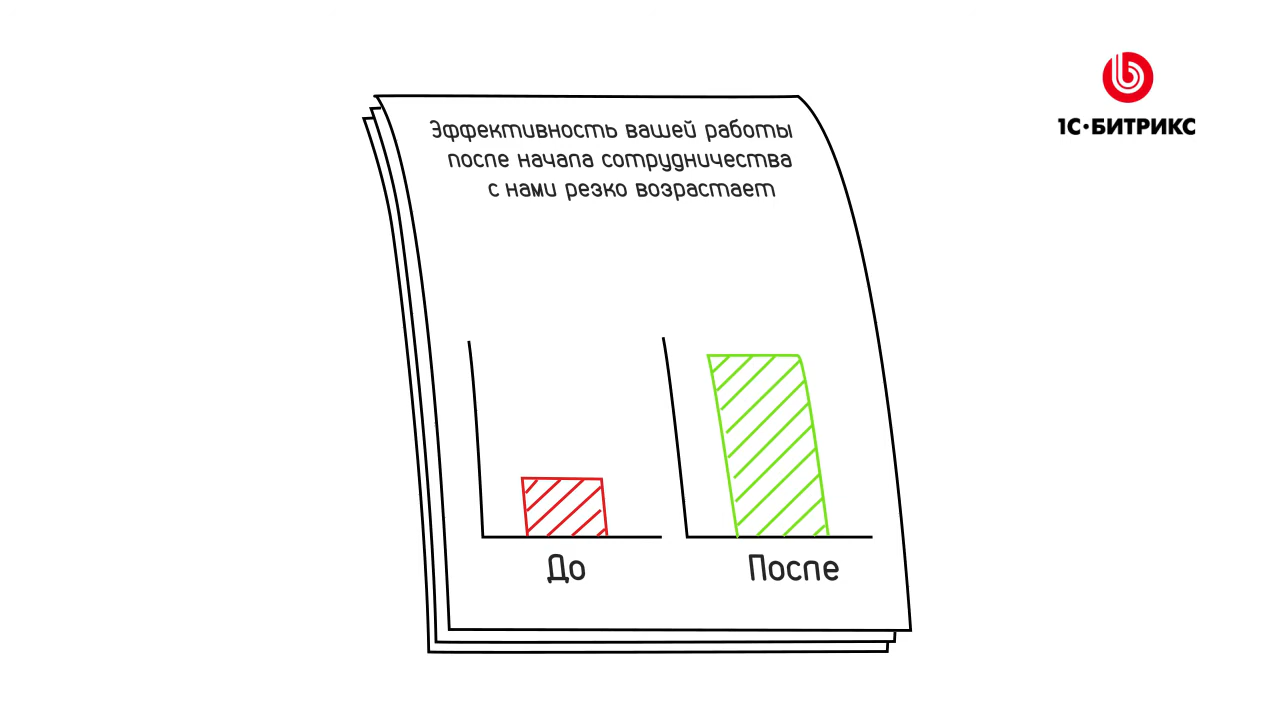 Эффективность вашей работы
после начала сотрудничества
с нами резко возрастает
До
После
1С·БИТРИКС